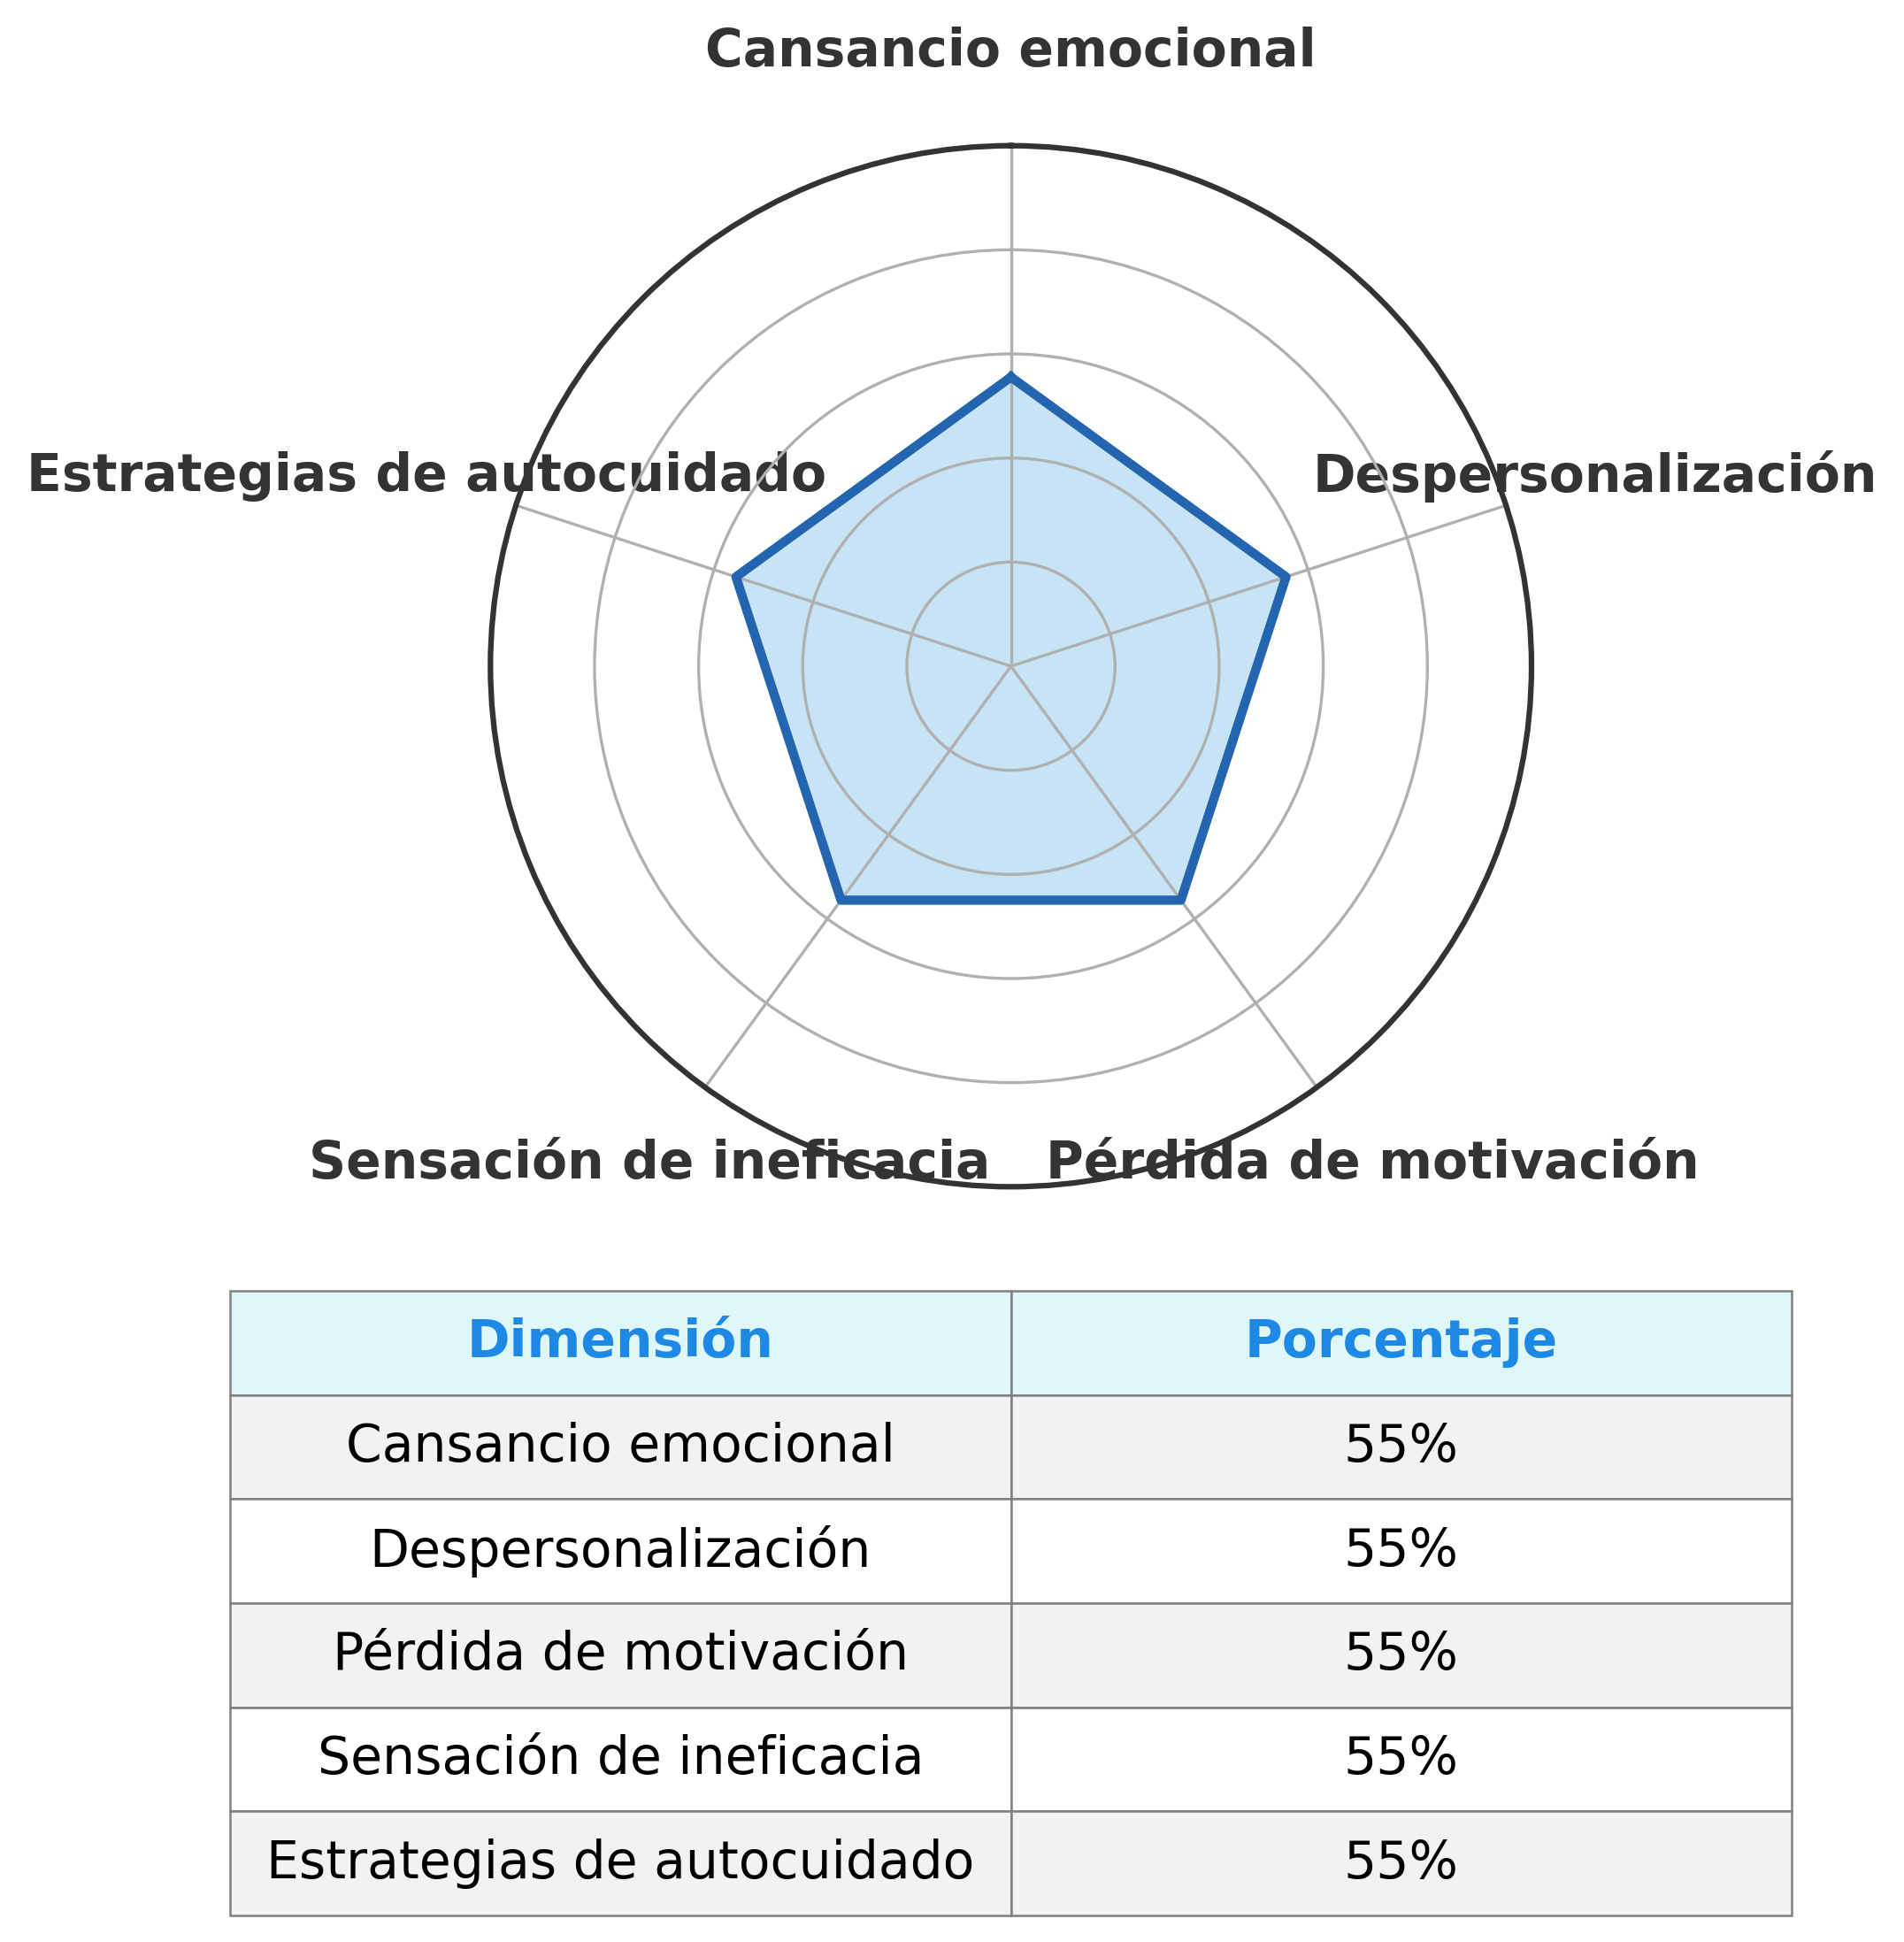 Cansancio emocional
Estrategias de autocuidado
Despersonalización
Sensación de ineficacia
Pérdida de motivación
Dimensión Porcentaje
Cansancio emocional 55%
Despersonalización 55%
Pérdida de motivación 55%
Sensación de ineficacia 55%
Estrategias de autocuidado 55%